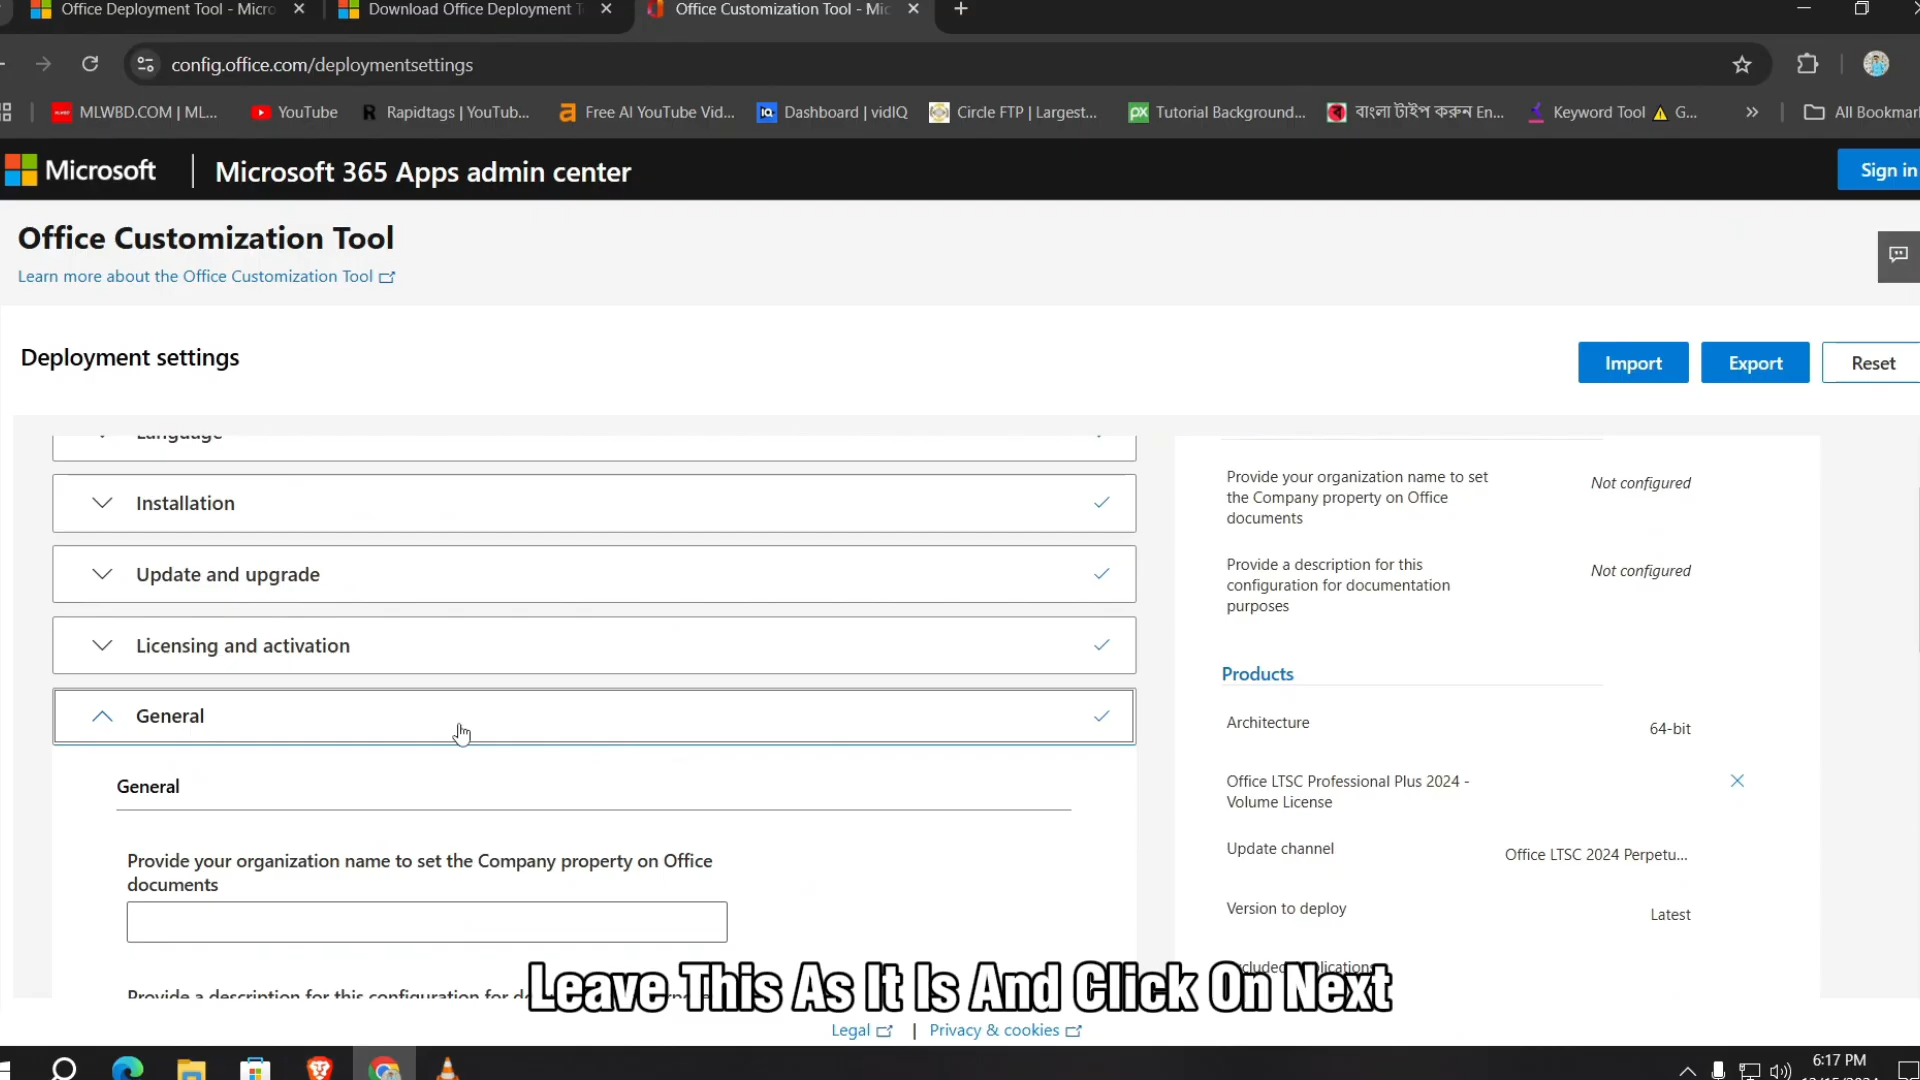 Office Deployment Tool - Micro
Download Office Deployment T
Office Customization Tool - Mic
config.office.com/deploymentsettings
MLWBD.COM | ML...
YouTube
Rapidtags | YouTub...
Free AI YouTube Vid...
Dashboard | vidIQ
Circle FTP | Largest...
Tutorial Background...
বাংলা টাইপ করুন En...
Keyword Tool ⚠ G...
All Bookmar
Microsoft
Microsoft 365 Apps admin center
Sign in
Office Customization Tool
Learn more about the Office Customization Tool
Deployment settings
Import
Export
Reset
Language
Installation
Update and upgrade
Licensing and activation
General
General
Provide your organization name to set the Company property on Office
documents
Provide a description for this configuration for
Provide your organization name to set
the Company property on Office
documents
Not configured
Provide a description for this
configuration for documentation
purposes
Not configured
Products
Architecture
64-bit
Office LTSC Professional Plus 2024 -
Volume License
Update channel
Office LTSC 2024 Perpetu...
Version to deploy
Latest
Leave This As It Is And Click On Next
Legal
|
Privacy & cookies
6:17 PM